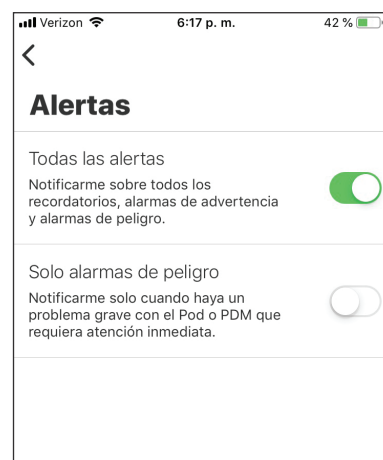 Verizon 6:17 p. m. 42 %
Alertas
Todas las alertas
Notificarme sobre todos los
recordatorios, alarmas de advertencia
y alarmas de peligro.
Solo alarmas de peligro
Notificarme solo cuando haya un
problema grave con el Pod o PDM que
requiera atención inmediata.